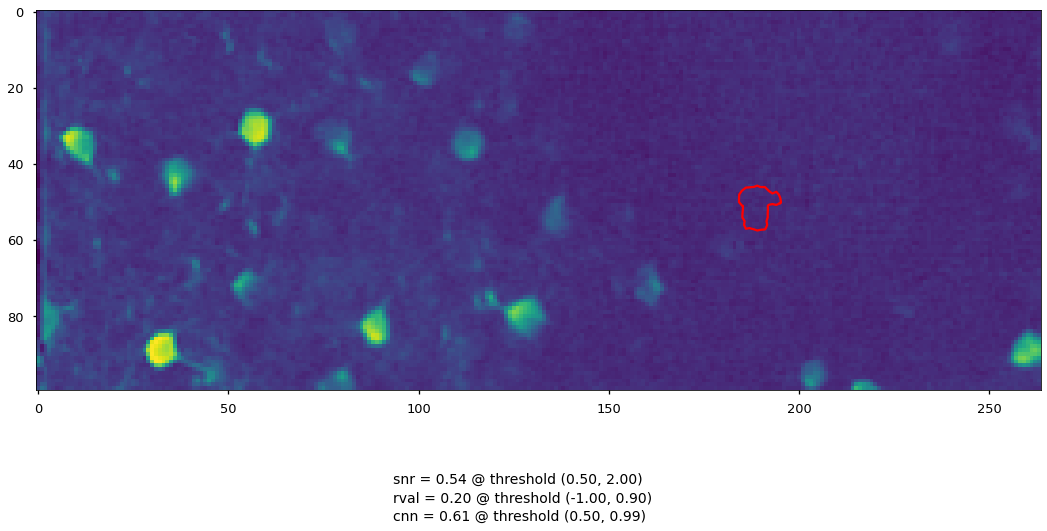 0
20
40
60
80
0 50 100 150 200 250
snr = 0.54 @ threshold (0.50, 2.00)
rval = 0.20 @ threshold (-1.00, 0.90)
cnn = 0.61 @ threshold (0.50, 0.99)